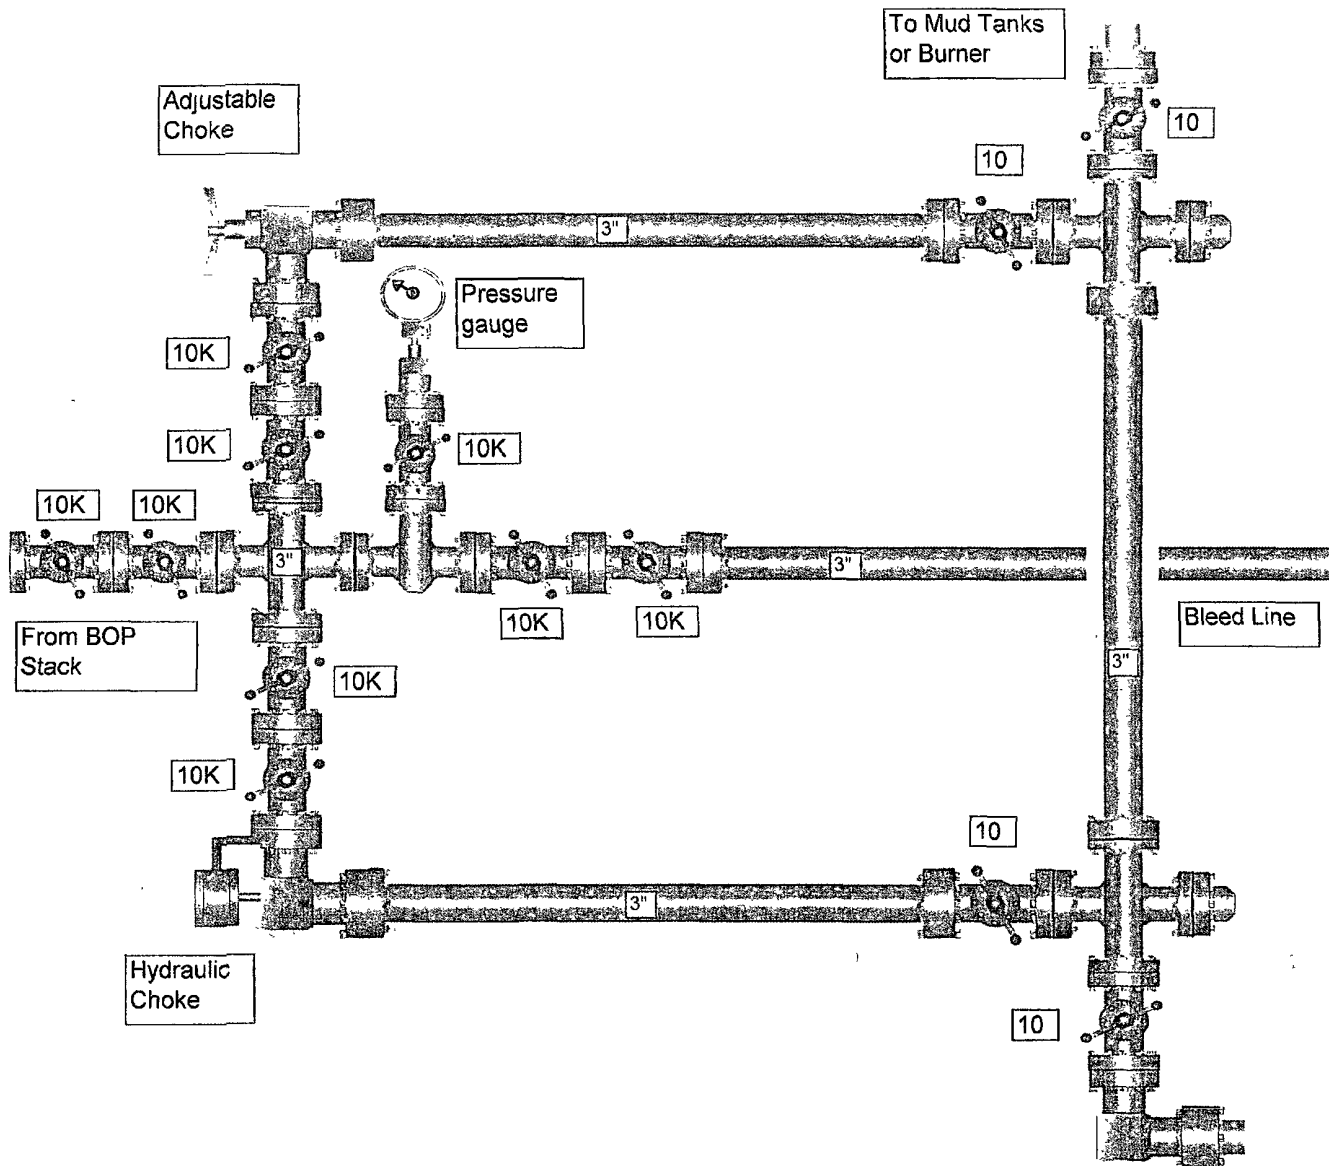 To Mud Tanks
or Burner
Adjustable
Choke
10
10
3"
Pressure
gauge
10K
10K
10K
10K
10K
3"
3"
10K
10K
From BOP
Stack
Bleed Line
10K
3"
10K
10
3"
Hydraulic
Choke
10